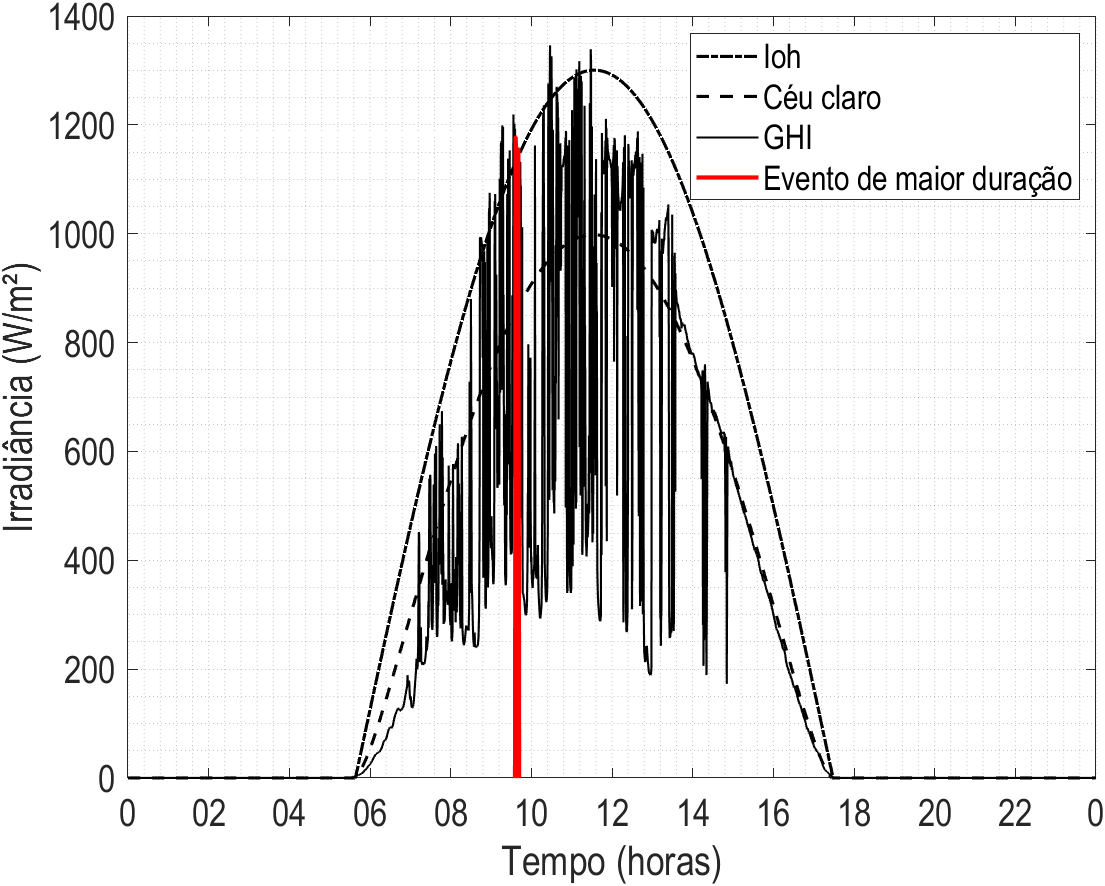 1400
1200
1000
800
600
400
200
0
Irradiância (W/m²)
Ioh
Céu claro
GHI
Evento de maior duração
0 02 04 06 08 10 12 14 16 18 20 22 0
Tempo (horas)